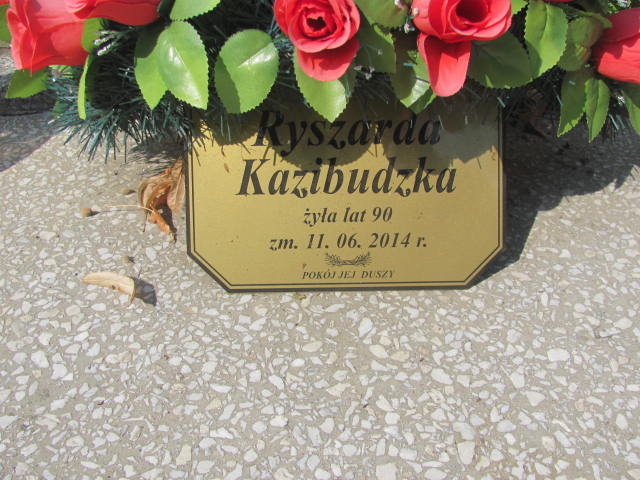 Ryszarda
Kazibudzka
żyła lat 90
zm. 11. 06. 2014 r.
POKÓJ JEJ DUSZY